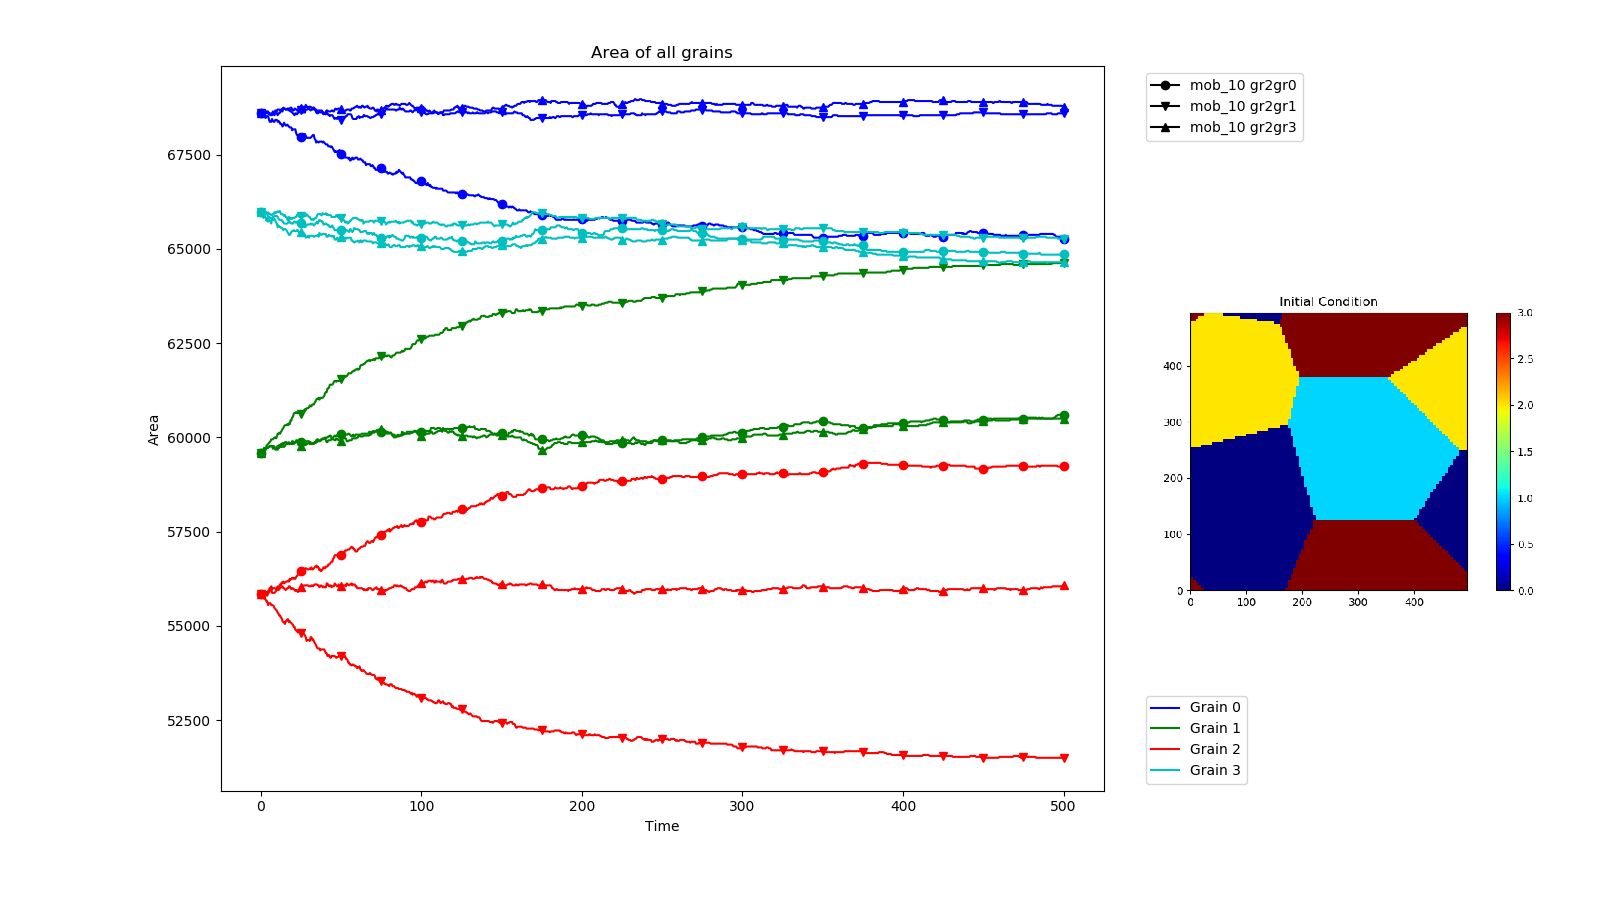 Area of all grains
Area
67500
65000
62500
60000
57500
55000
52500
0 100 200 300 400 500
Time
mob_10 gr2gr0
mob_10 gr2gr1
mob_10 gr2gr3
Initial Condition
400
300
200
100
0
0 100 200 300 400
3.0
2.5
2.0
1.5
1.0
0.5
0.0
Grain 0
Grain 1
Grain 2
Grain 3